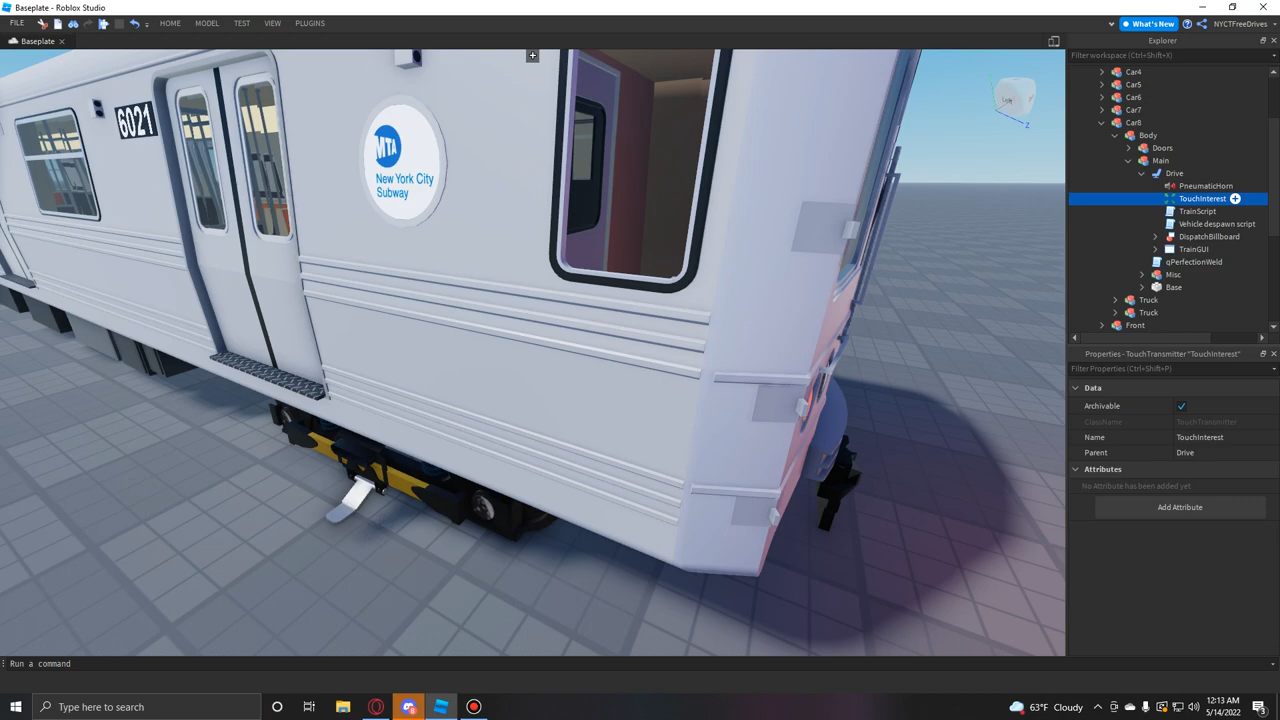 Baseplate - Roblox Studio
FILE
HOME
MODEL
TEST
VIEW
PLUGINS
What's New
NYCTFreeDrives
Baseplate
Explorer
Filter workspace (Ctrl+Shift+X)
Car4
Car5
Car6
Car7
Car8
Body
Doors
Main
Drive
PneumaticHorn
TouchInterest
TrainScript
Vehicle despawn script
DispatchBillboard
TrainGUI
qPerfectionWeld
Misc
Base
Truck
Truck
Front
6021
MTA
New York City
Subway
Left
Z
Properties - TouchTransmitter "TouchInterest"
Filter Properties (Ctrl+Shift+P)
Data
Archivable
ClassName TouchTransmitter
Name TouchInterest
Parent Drive
Attributes
No Attribute has been added yet
Add Attribute
Run a command
Type here to search
63°F Cloudy
12:13 AM
5/14/2022
3